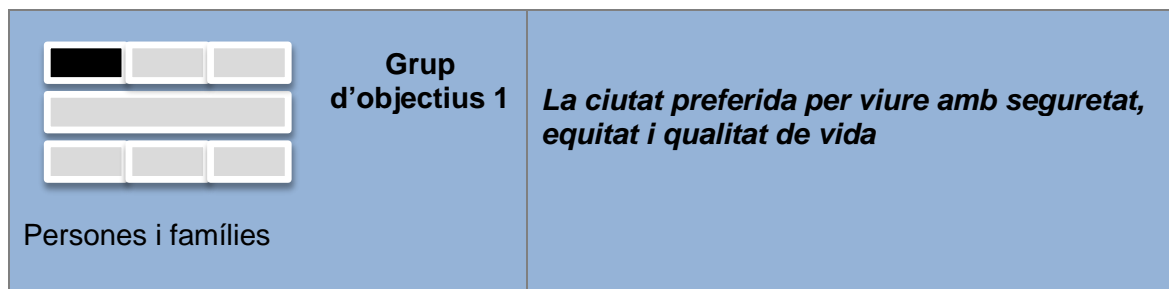 Grup
d'objectius 1
La ciutat preferida per viure amb seguretat,
equitat i qualitat de vida
Persones i famílies